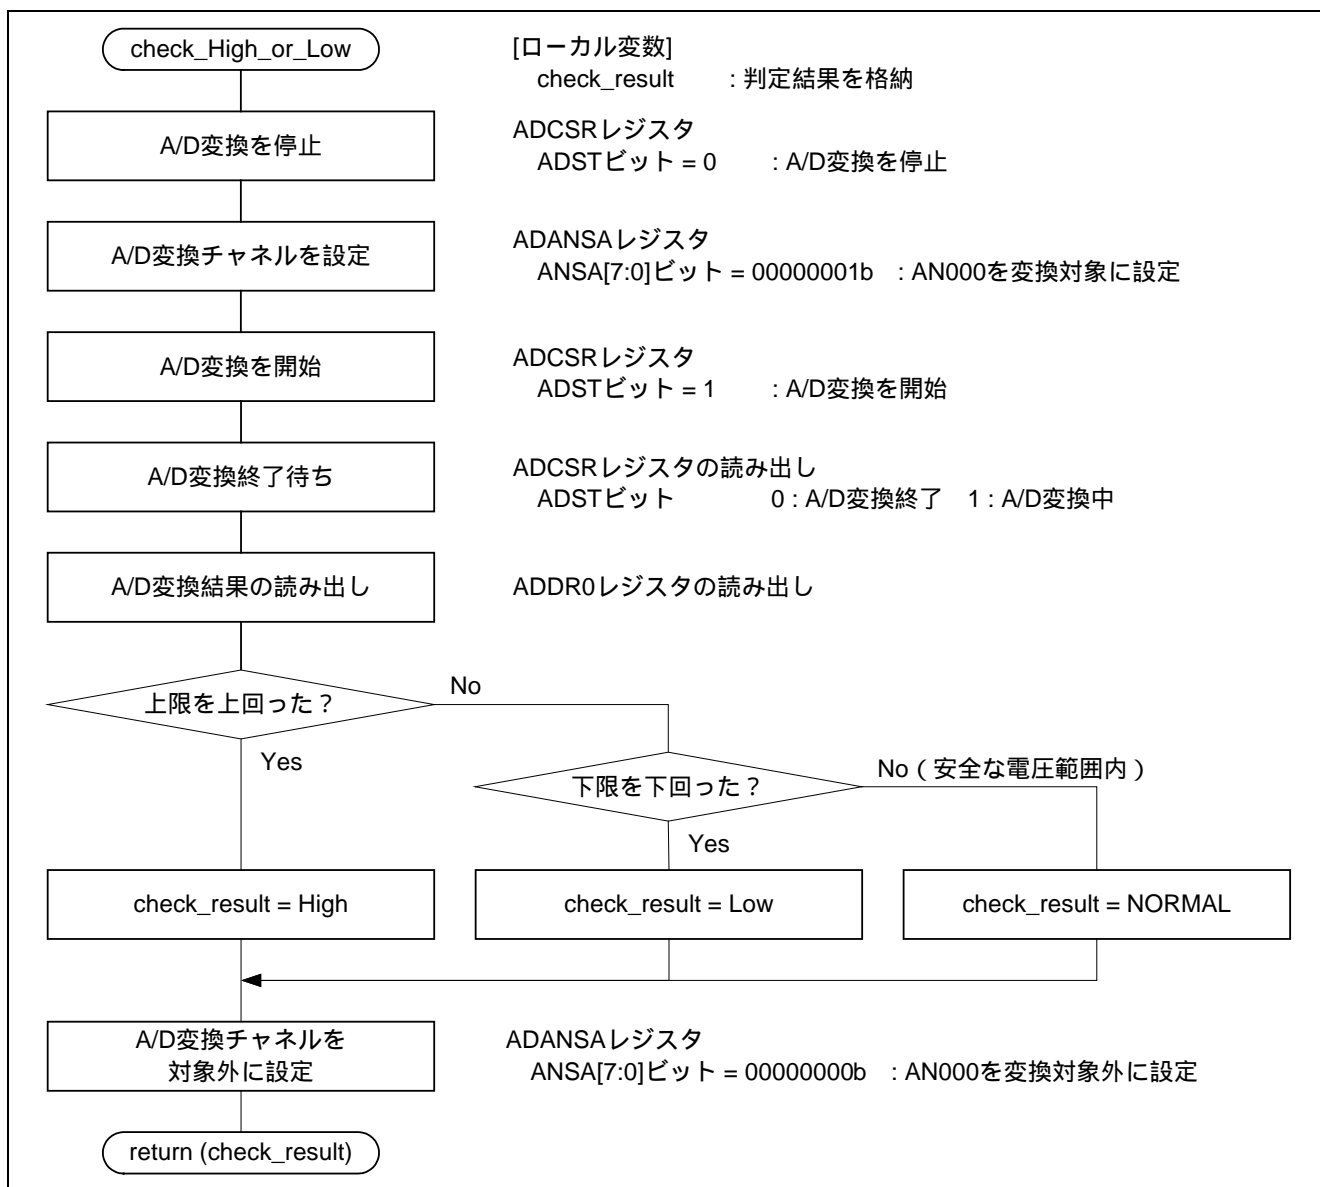 check_High_or_Low
[ローカル変数]
check_result : 判定結果を格納
A/D変換を停止
ADCSRレジスタ
ADSTビット = 0 : A/D変換を停止
A/D変換チャネルを設定
ADANSAレジスタ
ANSA[7:0]ビット = 00000001b : AN000を変換対象に設定
A/D変換を開始
ADCSRレジスタ
ADSTビット = 1 : A/D変換を開始
A/D変換終了待ち
ADCSRレジスタの読み出し
ADSTビット 0 : A/D変換終了 1 : A/D変換中
A/D変換結果の読み出し
ADDR0レジスタの読み出し
上限を上回った？
No
Yes
下限を下回った？
No（安全な電圧範囲内）
Yes
check_result = High
check_result = Low
check_result = NORMAL
A/D変換チャネルを
対象外に設定
ADANSAレジスタ
ANSA[7:0]ビット = 00000000b : AN000を変換対象外に設定
return (check_result)